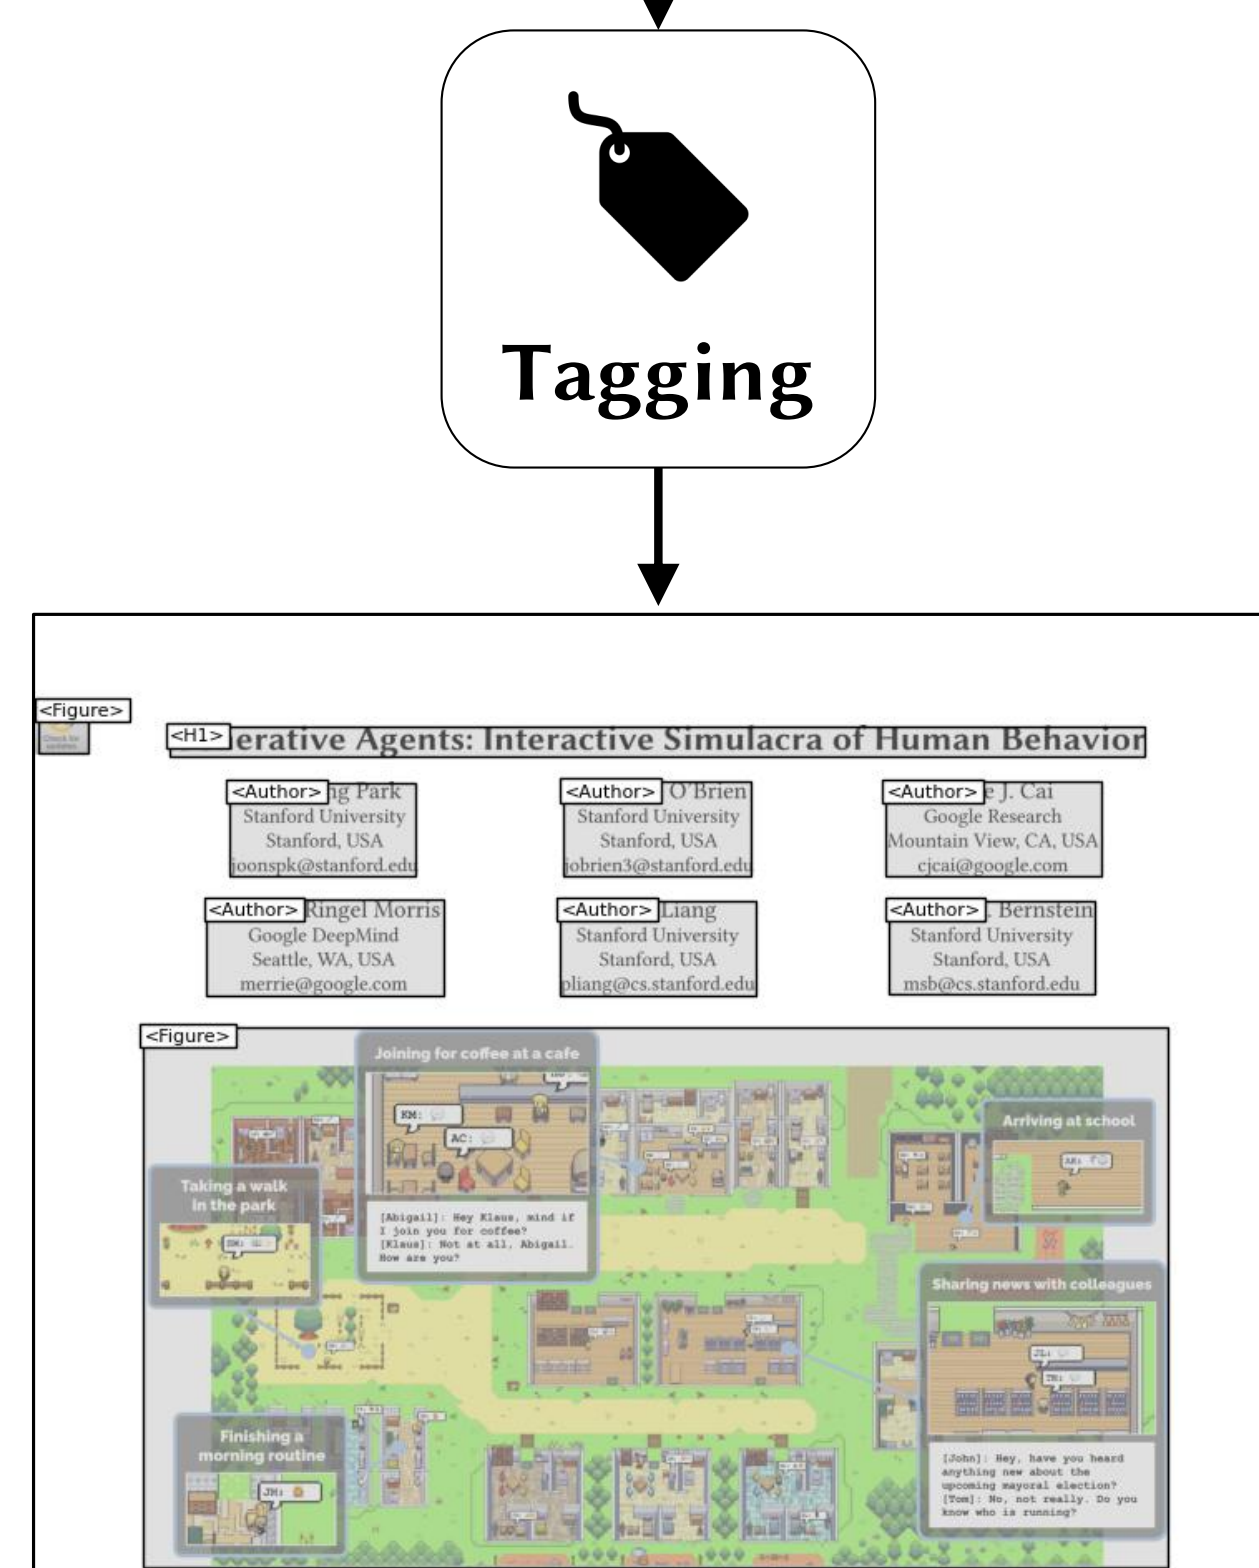 Tagging
<Figure>
Check for
updates
<H1> erative Agents: Interactive Simulacra of Human Behavior
<Author> ng Park
Stanford University
Stanford, USA
joonspk@stanford.edu
<Author> O'Brien
Stanford University
Stanford, USA
jobrien3@stanford.edu
<Author> e J. Cai
Google Research
Mountain View, CA, USA
cjcai@google.com
<Author> Ringel Morris
Google DeepMind
Seattle, WA, USA
merrie@google.com
<Author> Liang
Stanford University
Stanford, USA
pliang@cs.stanford.edu
<Author> . Bernstein
Stanford University
Stanford, USA
msb@cs.stanford.edu
<Figure>
Joining for coffee at a cafe
KM:
AC:
[Abigail]: Hey Klaus, mind if
I join you for coffee?
[Klaus]: Not at all, Abigail.
How are you?
Arriving at school
Taking a walk
in the park
Sharing news with colleagues
[John]: Hey, have you heard
anything new about the
upcoming mayoral election?
[Tom]: No, not really. Do you
know who is running?
Finishing a
morning routine
JM: